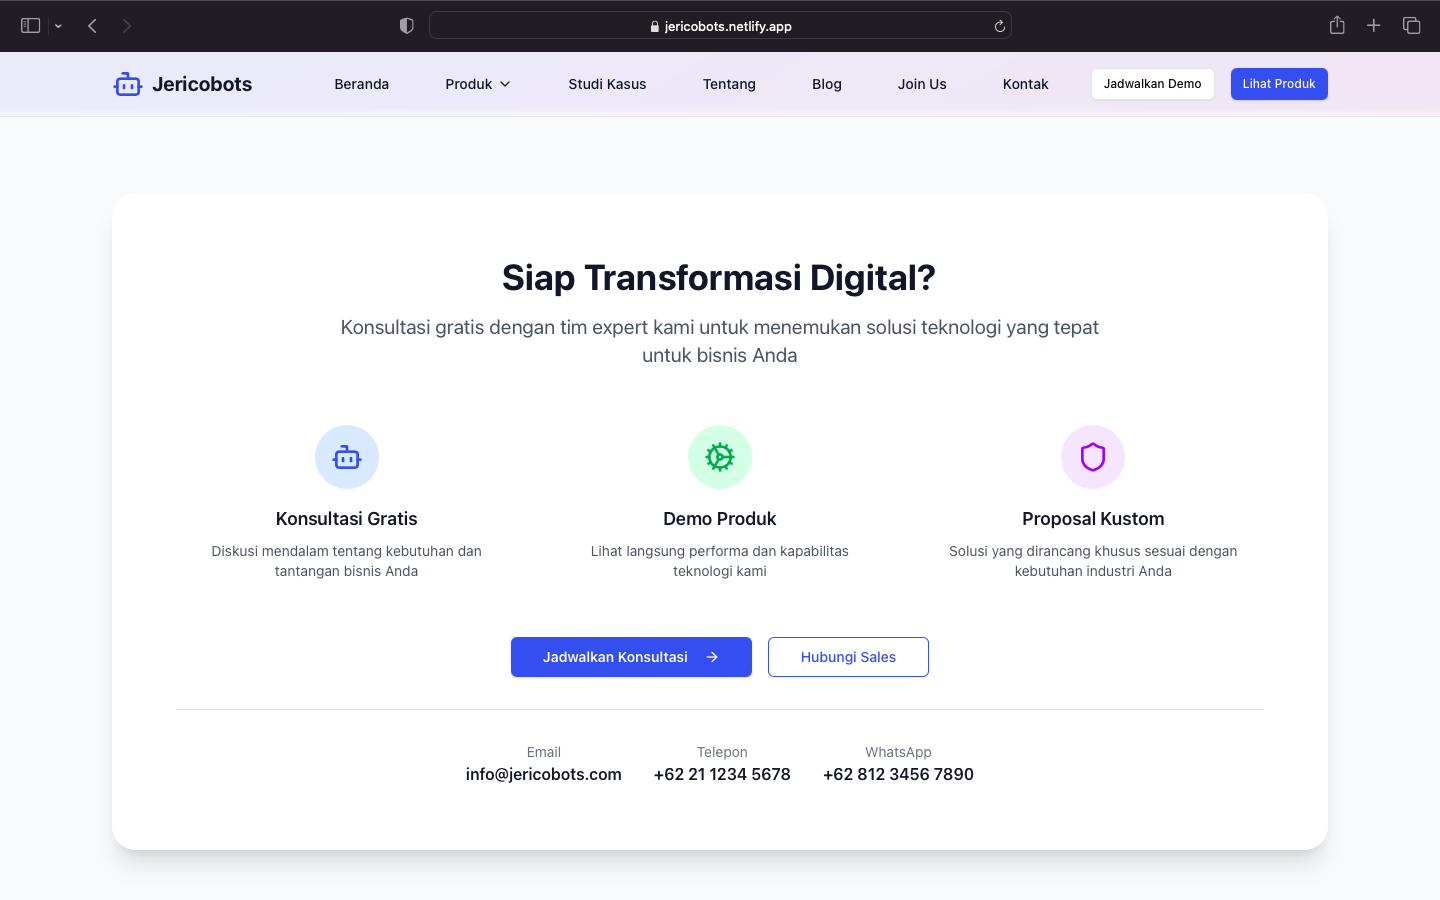 jericobots.netlify.app
Jericobots
Beranda
Produk
Studi Kasus
Tentang
Blog
Join Us
Kontak
Jadwalkan Demo
Lihat Produk
Siap Transformasi Digital?
Konsultasi gratis dengan tim expert kami untuk menemukan solusi teknologi yang tepat
untuk bisnis Anda
Konsultasi Gratis
Diskusi mendalam tentang kebutuhan dan
tantangan bisnis Anda
Demo Produk
Lihat langsung performa dan kapabilitas
teknologi kami
Proposal Kustom
Solusi yang dirancang khusus sesuai dengan
kebutuhan industri Anda
Jadwalkan Konsultasi
Hubungi Sales
Email
info@jericobots.com
Telepon
+62 21 1234 5678
WhatsApp
+62 812 3456 7890